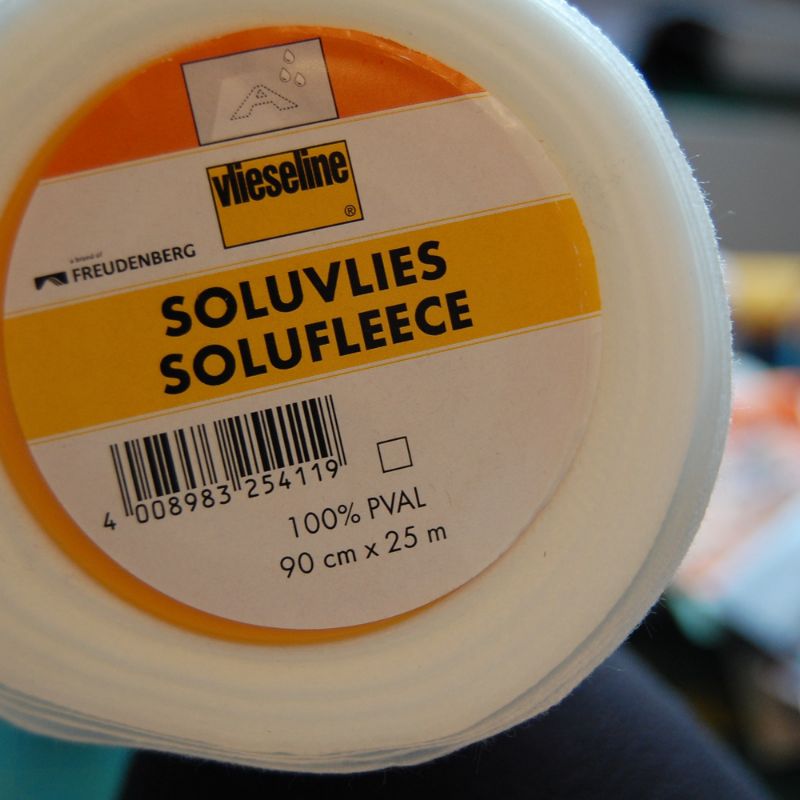 A
vlieseline
®
a brand of
FREUDENBERG
SOLUVLIES
SOLUFLEECE
4 008983 254119
100% PVAL
90 cm x 25 m